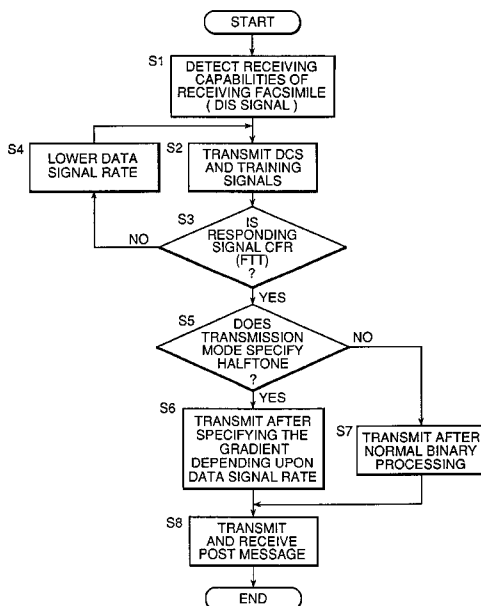 START
S1
DETECT RECEIVING
CAPABILITIES OF
RECEIVING FACSIMILE
( DIS SIGNAL )
S4
LOWER DATA
SIGNAL RATE
S2
TRANSMIT DCS
AND TRAINING
SIGNALS
S3
IS
RESPONDING
SIGNAL CFR
(FTT)
?
NO
YES
S5
DOES
TRANSMISSION
MODE SPECIFY
HALFTONE
?
NO
YES
S6
TRANSMIT AFTER
SPECIFYING THE
GRADIENT
DEPENDING UPON
DATA SIGNAL RATE
S7
TRANSMIT AFTER
NORMAL BINARY
PROCESSING
S8
TRANSMIT
AND RECEIVE
POST MESSAGE
END